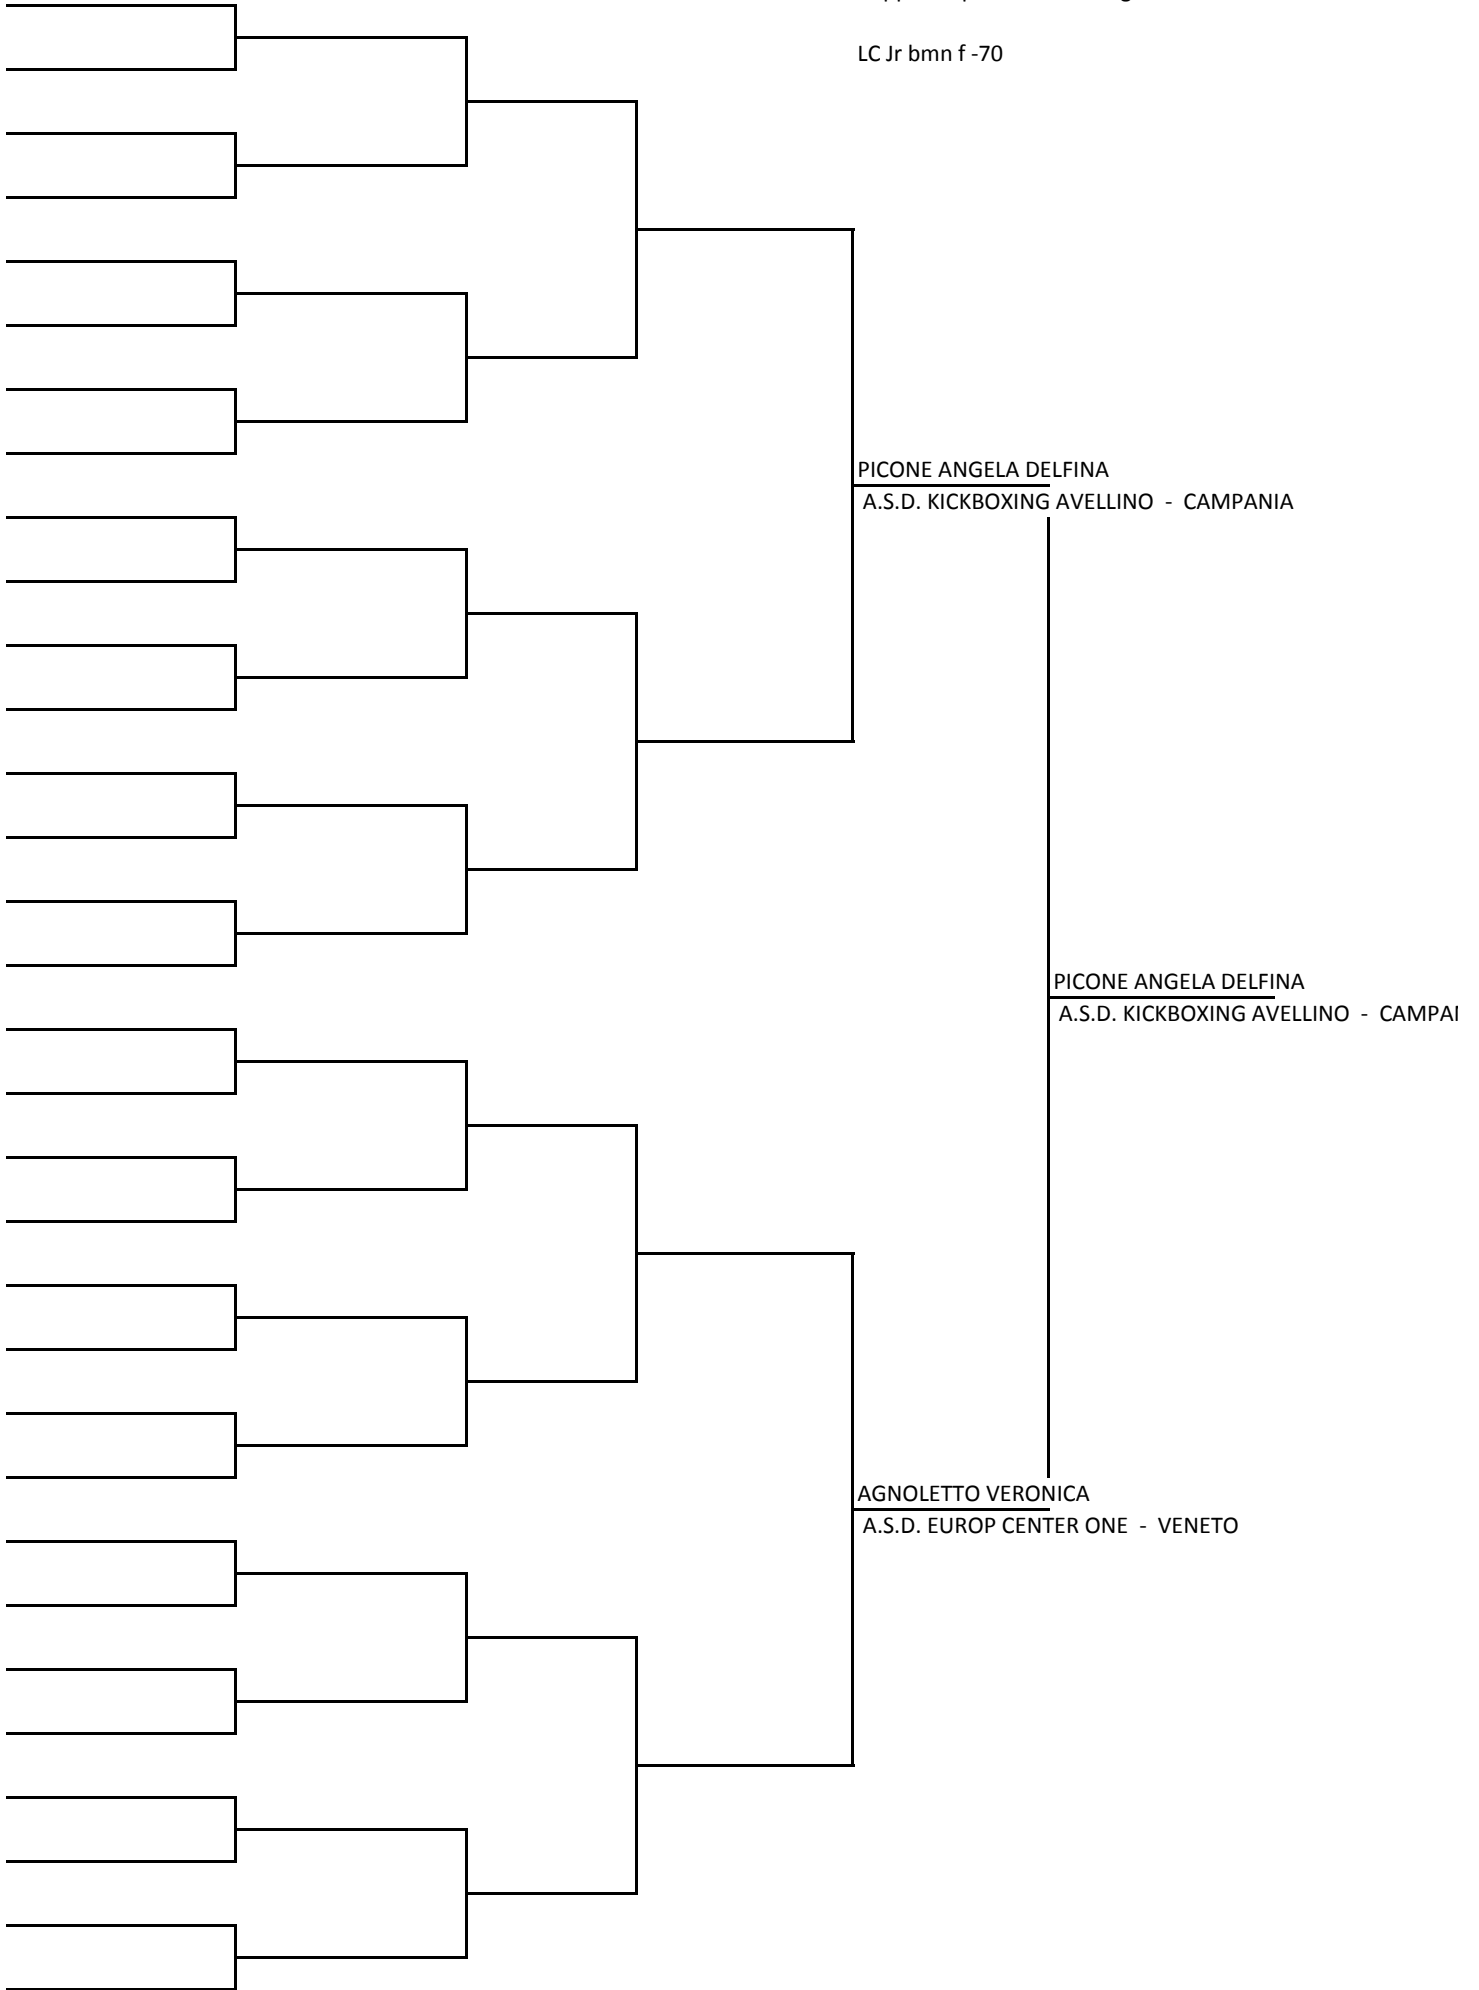 LC Jr bmn f -70
PICONE ANGELA DELFINA
A.S.D. KICKBOXING AVELLINO - CAMPANIA
PICONE ANGELA DELFINA
A.S.D. KICKBOXING AVELLINO - CAMPA
AGNOLETTO VERONICA
A.S.D. EUROP CENTER ONE - VENETO